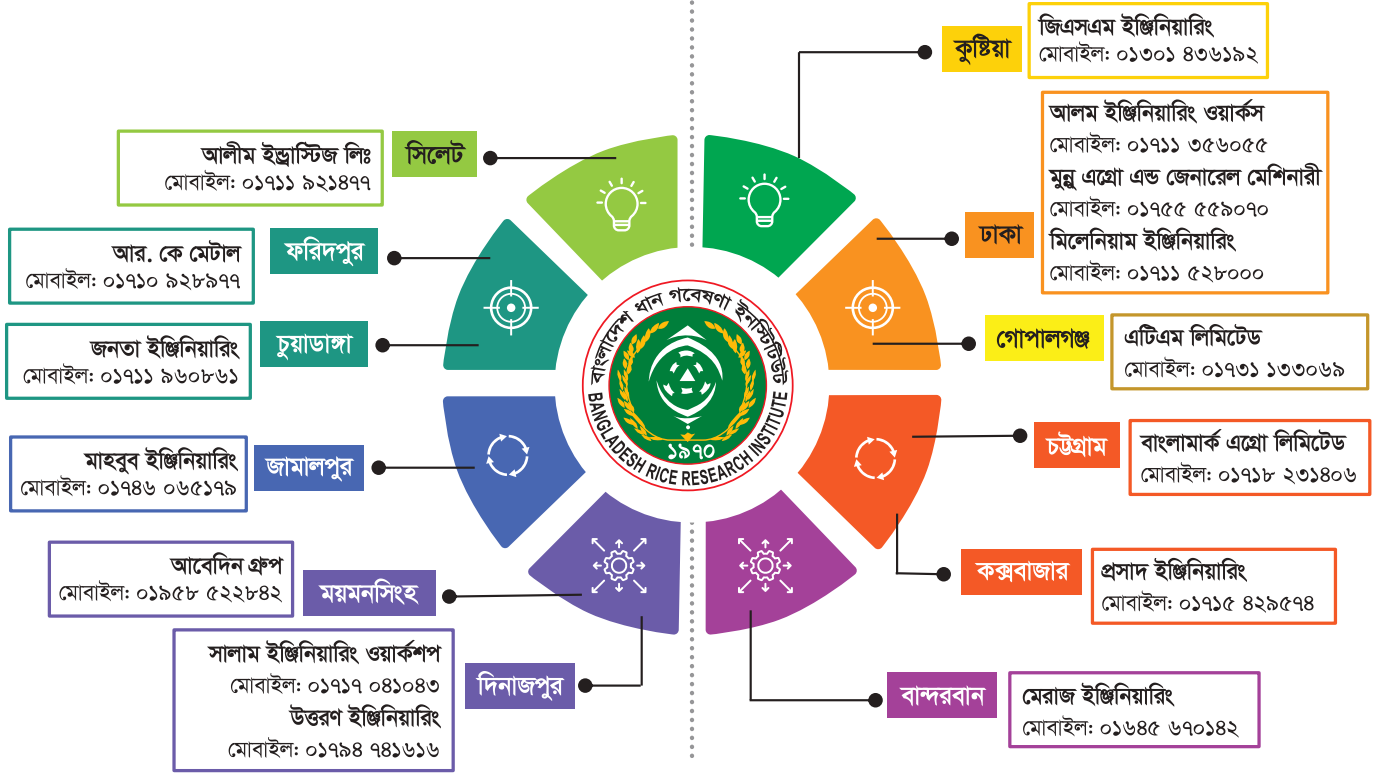 কুষ্টিয়া
জিএসএম ইঞ্জিনিয়ারিং
মোবাইল: ০১৩০১ ৪৩৬১৯২
ঢাকা
আলম ইঞ্জিনিয়ারিং ওয়ার্কস
মোবাইল: ০১৭১১ ৩৫৬০৫৫
মুন্নু এগ্রো এন্ড জেনারেল মেশিনারী
মোবাইল: ০১৭৫৫ ৫৫৯০৭০
মিলেনিয়াম ইঞ্জিনিয়ারিং
মোবাইল: ০১৭১১ ৫২৮০০০
গোপালগঞ্জ
এটিএম লিমিটেড
মোবাইল: ০১৭৩১ ১৩৩০৬৯
চট্টগ্রাম
বাংলামার্ক এগ্রো লিমিটেড
মোবাইল: ০১৭১৮ ২৩১৪০৬
কক্সবাজার
প্রসাদ ইঞ্জিনিয়ারিং
মোবাইল: ০১৭১৫ ৪২৯৫৭৪
বান্দরবান
মেরাজ ইঞ্জিনিয়ারিং
মোবাইল: ০১৬৪৫ ৬৭০১৪২
আলীম ইন্ড্রাস্টিজ লিঃ
মোবাইল: ০১৭১১ ৯২১৪৭৭
সিলেট
আর. কে মেটাল
মোবাইল: ০১৭১০ ৯২৮৯৭৭
ফরিদপুর
জনতা ইঞ্জিনিয়ারিং
মোবাইল: ০১৭১১ ৯৬০৮৬১
চুয়াডাঙ্গা
মাহবুব ইঞ্জিনিয়ারিং
মোবাইল: ০১৭৪৬ ০৬৫১৭৯
জামালপুর
আবেদিন গ্রুপ
মোবাইল: ০১৯৫৮ ৫২২৮৪২
ময়মনসিংহ
সালাম ইঞ্জিনিয়ারিং ওয়ার্কশপ
মোবাইল: ০১৭১৭ ০৪১০৪৩
উত্তরণ ইঞ্জিনিয়ারিং
মোবাইল: ০১৭৯৪ ৭৪১৬১৬
দিনাজপুর
বাংলাদেশ ধান গবেষণা ইনস্টিটিউট
১৯৭০
BANGLADESH RICE RESEARCH INSTITUTE